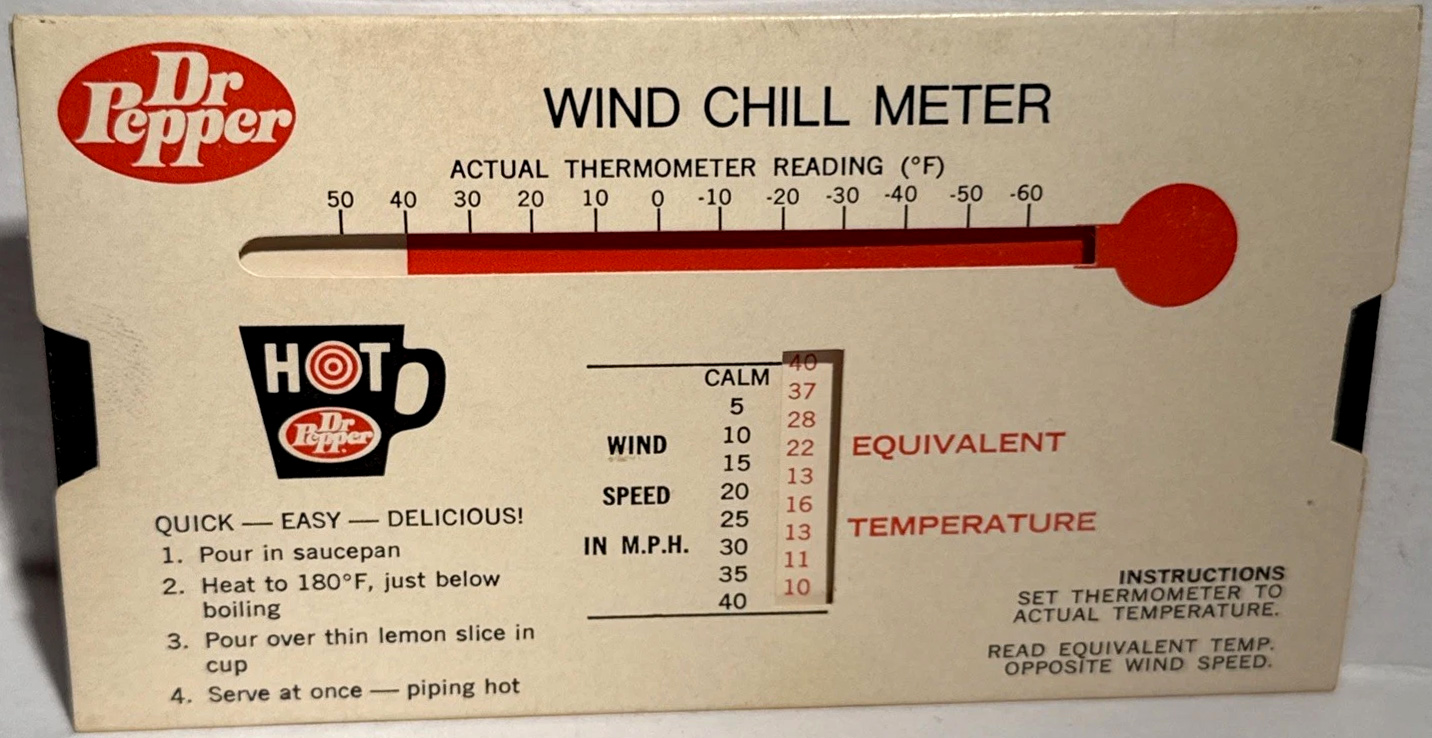 Dr
Pepper
WIND CHILL METER
ACTUAL THERMOMETER READING (°F)
50 40 30 20 10 0 -10 -20 -30 -40 -50 -60
HOT
Dr
Pepper
QUICK — EASY — DELICIOUS!
1. Pour in saucepan
2. Heat to 180°F, just below
boiling
3. Pour over thin lemon slice in
cup
4. Serve at once — piping hot
WIND
SPEED
IN M.P.H.
CALM
5
10
15
20
25
30
35
40
40
37
28
22
13
16
13
11
10
EQUIVALENT
TEMPERATURE
INSTRUCTIONS
SET THERMOMETER TO
ACTUAL TEMPERATURE.
READ EQUIVALENT TEMP.
OPPOSITE WIND SPEED.